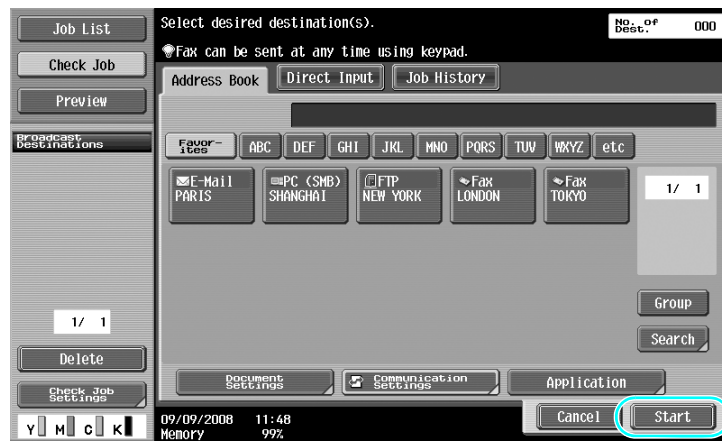 Job List
Check Job
Preview
Broadcast
Destinations
1/ 1
Delete
Check Job
Settings
Y M C K
Select desired destination(s).
No. of
Dest.
000
Fax can be sent at any time using keypad.
Address Book
Direct Input
Job History
Favor-
ites
ABC
DEF
GHI
JKL
MNO
PQRS
TUV
WXYZ
etc
E-Mail
PARIS
PC (SMB)
SHANGHAI
FTP
NEW YORK
Fax
LONDON
Fax
TOKYO
1/ 1
Group
Search
Document
Settings
Communication
Settings
Application
09/09/2008 11:48
Memory 99%
Cancel
Start